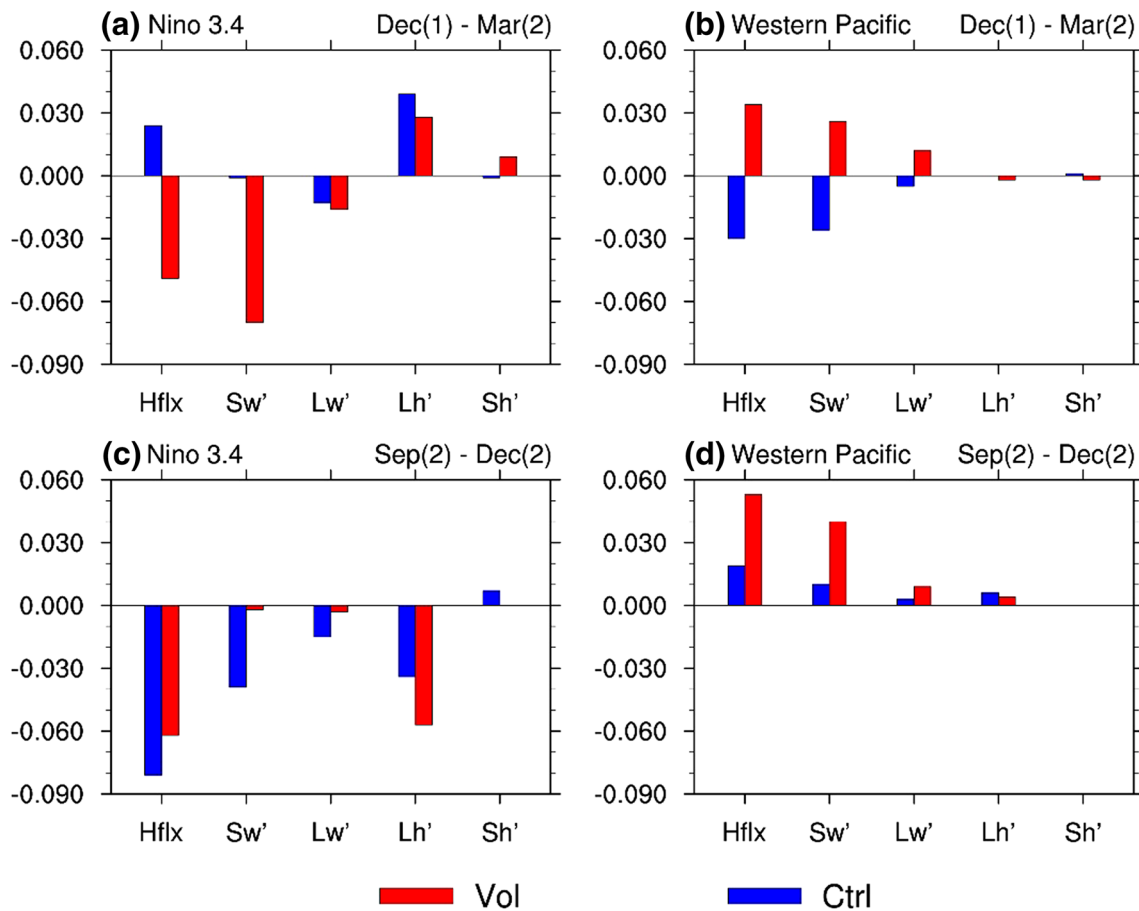 (a) Nino 3.4 Dec(1) - Mar(2)
0.060
0.030
0.000
-0.030
-0.060
-0.090
Hflx Sw' Lw' Lh' Sh'
(b) Western Pacific Dec(1) - Mar(2)
0.060
0.030
0.000
-0.030
-0.060
-0.090
Hflx Sw' Lw' Lh' Sh'
(c) Nino 3.4 Sep(2) - Dec(2)
0.060
0.030
0.000
-0.030
-0.060
-0.090
Hflx Sw' Lw' Lh' Sh'
(d) Western Pacific Sep(2) - Dec(2)
0.060
0.030
0.000
-0.030
-0.060
-0.090
Hflx Sw' Lw' Lh' Sh'
Vol Ctrl